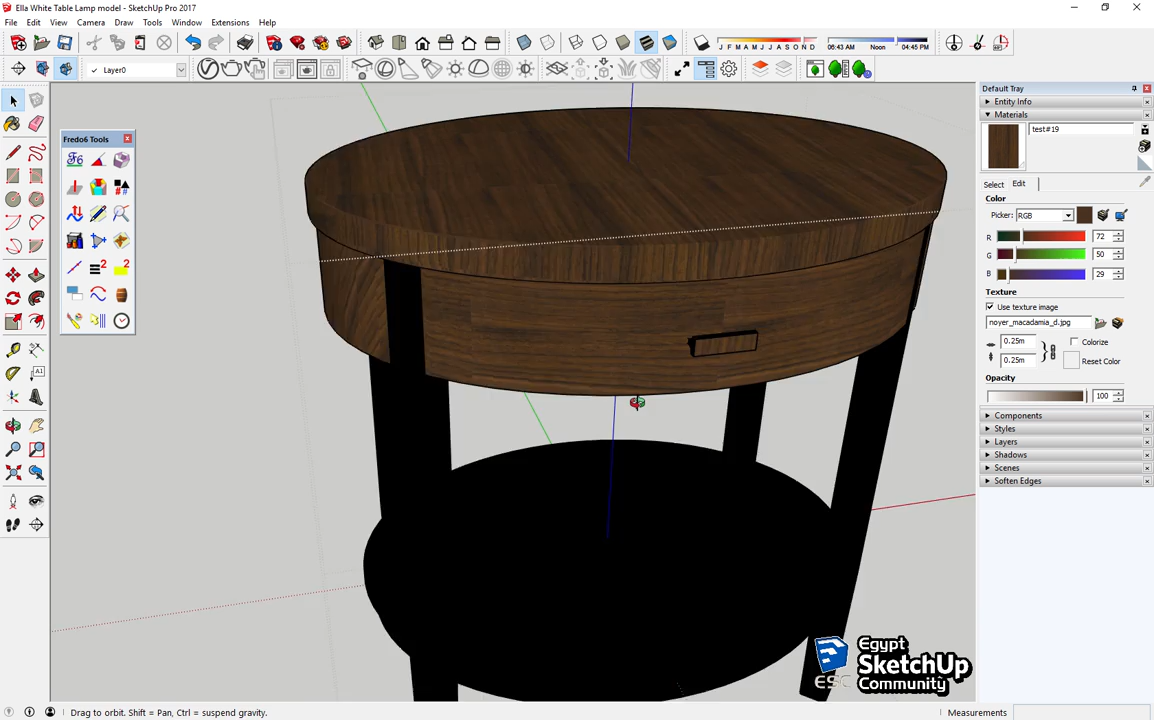 Ella White Table Lamp model - SketchUp Pro 2017
File Edit View Camera Draw Tools Window Extensions Help
J F M A M J J A S O N D 06:43 AM Noon 04:45 PM
✓ Layer0
Fredo6 Tools
Default Tray
Entity Info
Materials
test#19
Select Edit
Color
Picker: RGB
R 72
G 50
B 29
Texture
Use texture image
noyer_macadamia_d.jpg
0.25m Colorize
0.25m Reset Color
Opacity
100
Components
Styles
Layers
Shadows
Scenes
Soften Edges
Egypt
SketchUp
ESC Community
Drag to orbit. Shift = Pan, Ctrl = suspend gravity.
Measurements